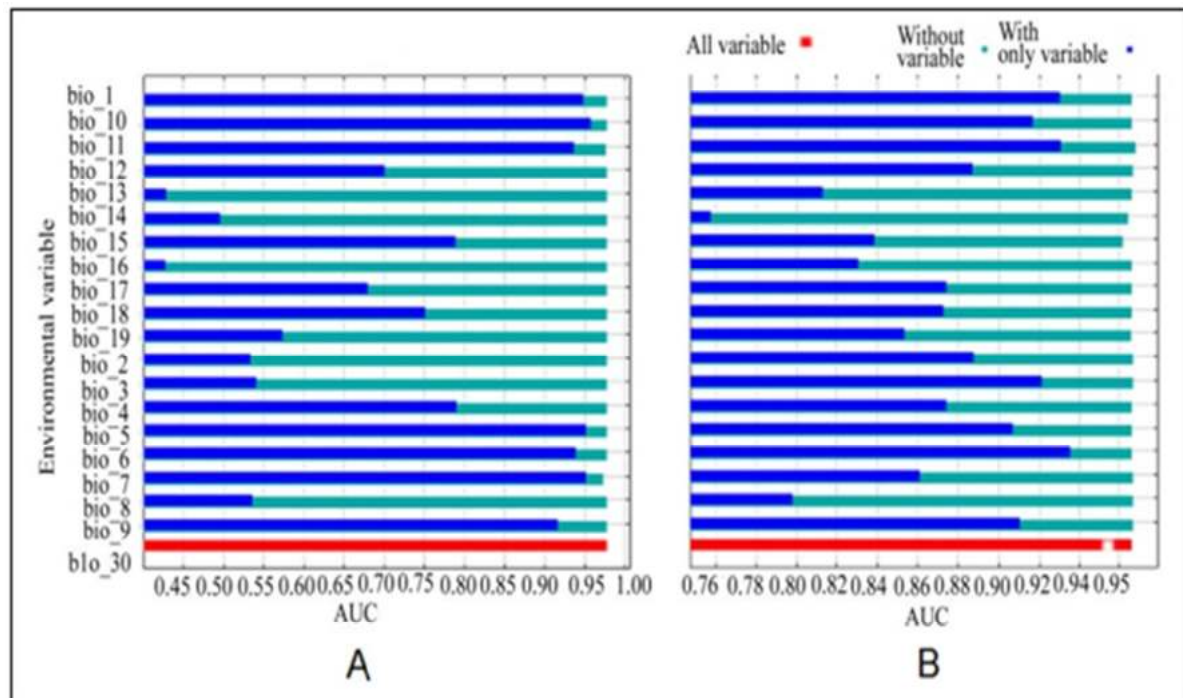 All variable
Without variable
With only variable
Environmental variable
bio_1
bio_10
bio_11
bio_12
bio_13
bio_14
bio_15
bio_16
bio_17
bio_18
bio_19
bio_2
bio_3
bio_4
bio_5
bio_6
bio_7
bio_8
bio_9
b1o_30
0.45 0.50 0.55 0.60 0.65 0.70 0.75 0.80 0.85 0.90 0.95 1.00
AUC
A
0.76 0.78 0.80 0.82 0.84 0.86 0.88 0.90 0.92 0.94 0.95
AUC
B